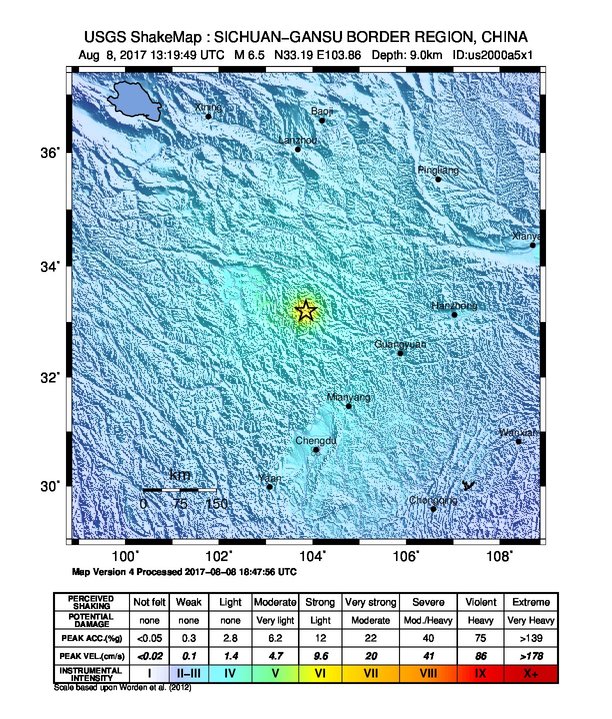 USGS ShakeMap : SICHUAN−GANSU BORDER REGION, CHINA
Aug 8, 2017 13:19:49 UTC M 6.5 N33.19 E103.86 Depth: 9.0km ID:us2000a5x1
Xining
Baoji
36˚
Lanzhou
Pingliang
Xianya
34˚
Hanzhong
Guangyuan
32˚
Mianyang
Chengdu
Wanxian
km
Yaan
30˚
0 75 150
Chongqing
100˚ 102˚ 104˚ 106˚ 108˚
Map Version 4 Processed 2017−08−08 18:47:56 UTC
PERCEIVED SHAKING Not felt Weak Light Moderate Strong Very strong Severe Violent Extreme
POTENTIAL DAMAGE none none none Very light Light Moderate Mod./Heavy Heavy Very Heavy
PEAK ACC.(%g) <0.05 0.3 2.8 6.2 12 22 40 75 >139
PEAK VEL.(cm/s) <0.02 0.1 1.4 4.7 9.6 20 41 86 >178
INSTRUMENTAL INTENSITY I II−III IV V VI VII VIII IX X+
Scale based upon Worden et al. (2012)